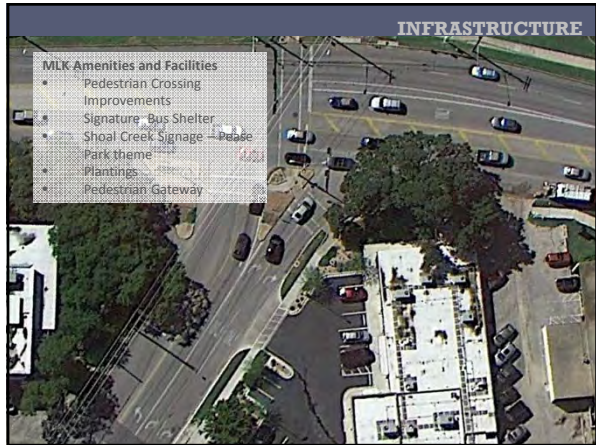 INFRASTRUCTURE
MLK Amenities and Facilities
• Pedestrian Crossing
Improvements
• Signature Bus Shelter
• Shoal Creek Signage – Pease
Park theme
• Plantings
• Pedestrian Gateway